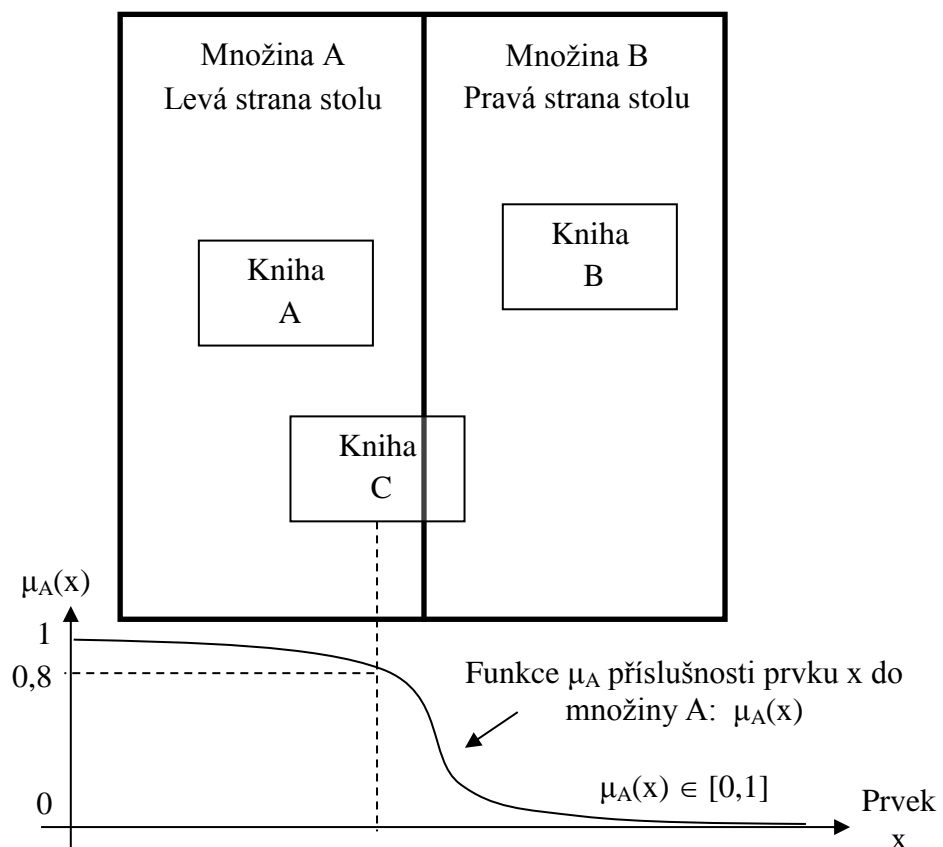 Množina A
Levá strana stolu
Množina B
Pravá strana stolu
Kniha
A
Kniha
B
Kniha
C
μA(x)
1
0,8
0
Funkce μA příslušnosti prvku x do
množiny A: μA(x)
μA(x) ∈ [0,1]
Prvek
x